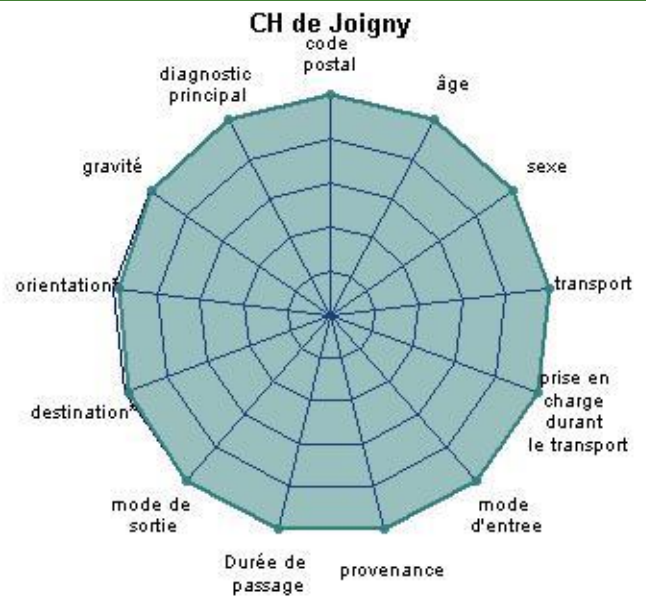 CH de Joigny
code
postal
âge
sexe
transport
prise en
charge
durant
le transport
mode
d'entree
provenance
Durée de
passage
mode de
sortie
destination*
orientation*
gravité
diagnostic
principal